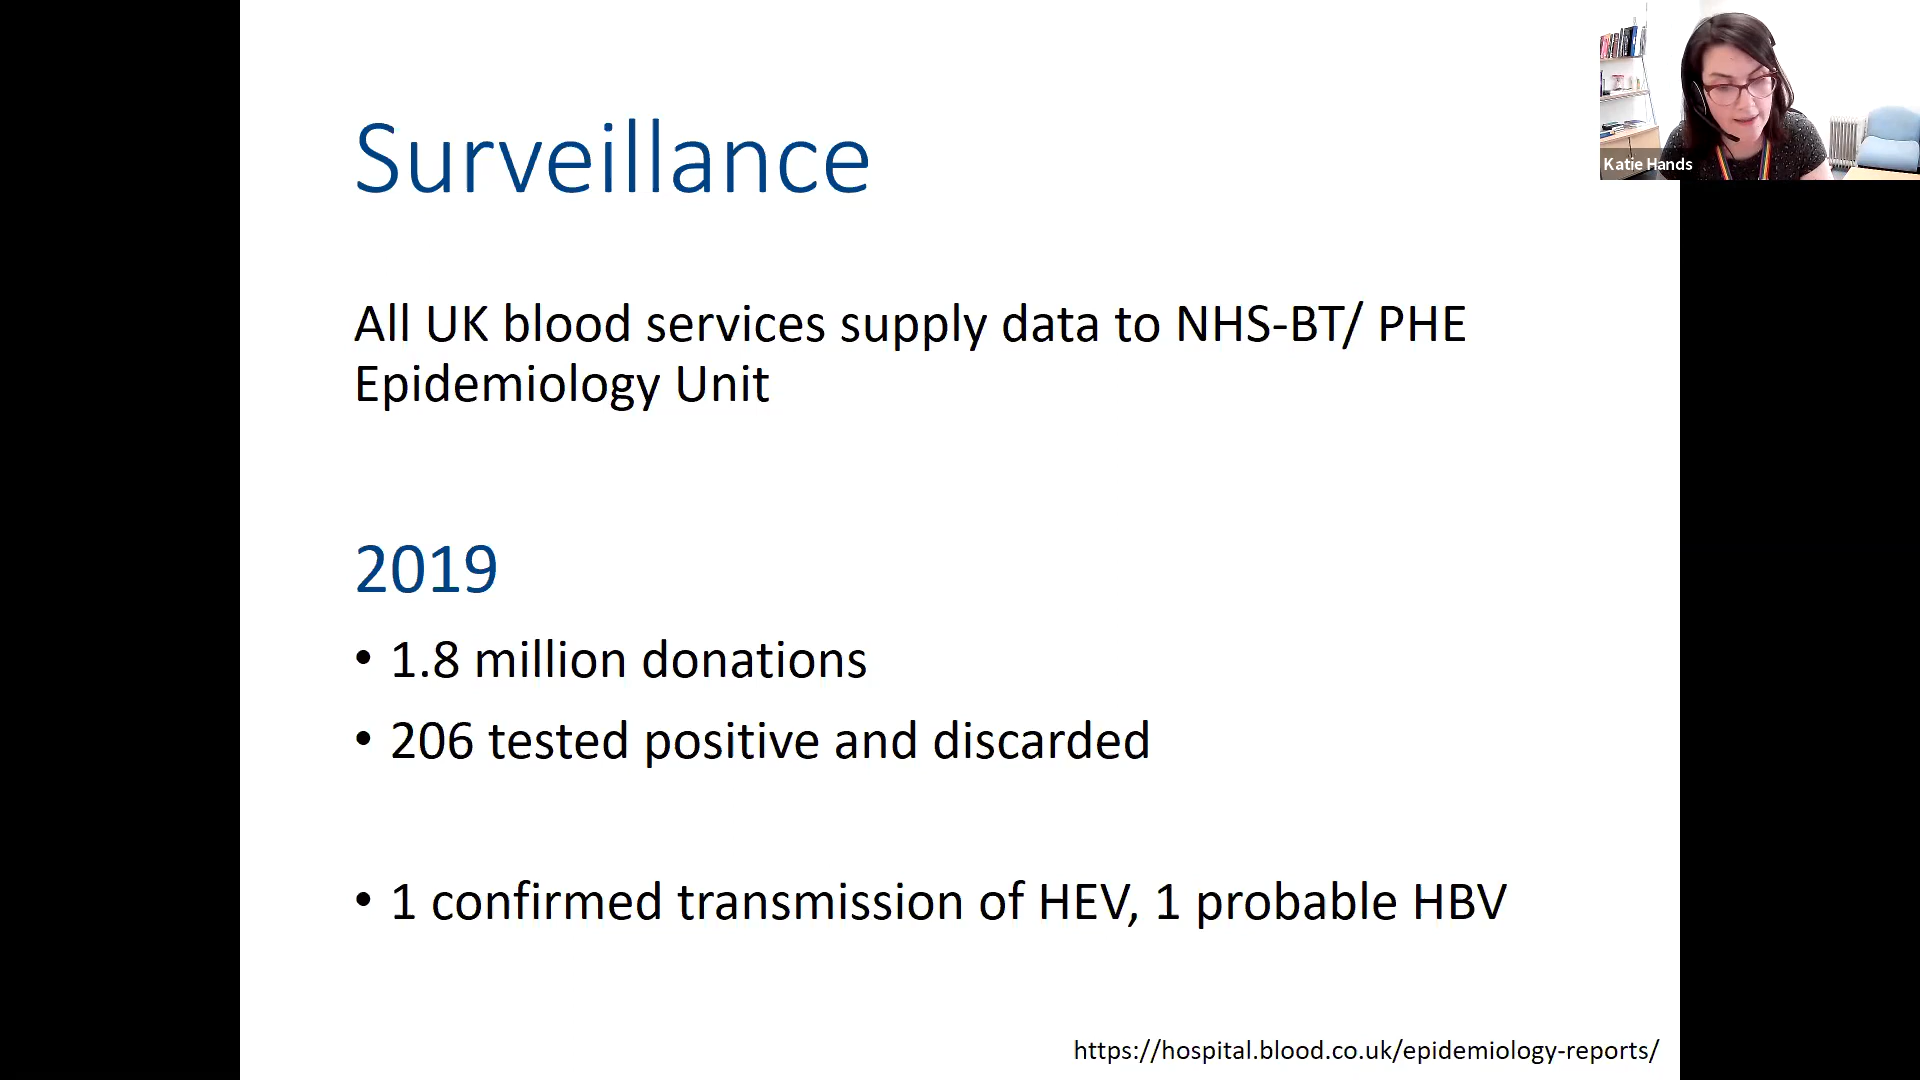 Surveillance
Katie Hands
All UK blood services supply data to NHS-BT/ PHE
Epidemiology Unit
2019
• 1.8 million donations
• 206 tested positive and discarded
• 1 confirmed transmission of HEV, 1 probable HBV
https://hospital.blood.co.uk/epidemiology-reports/